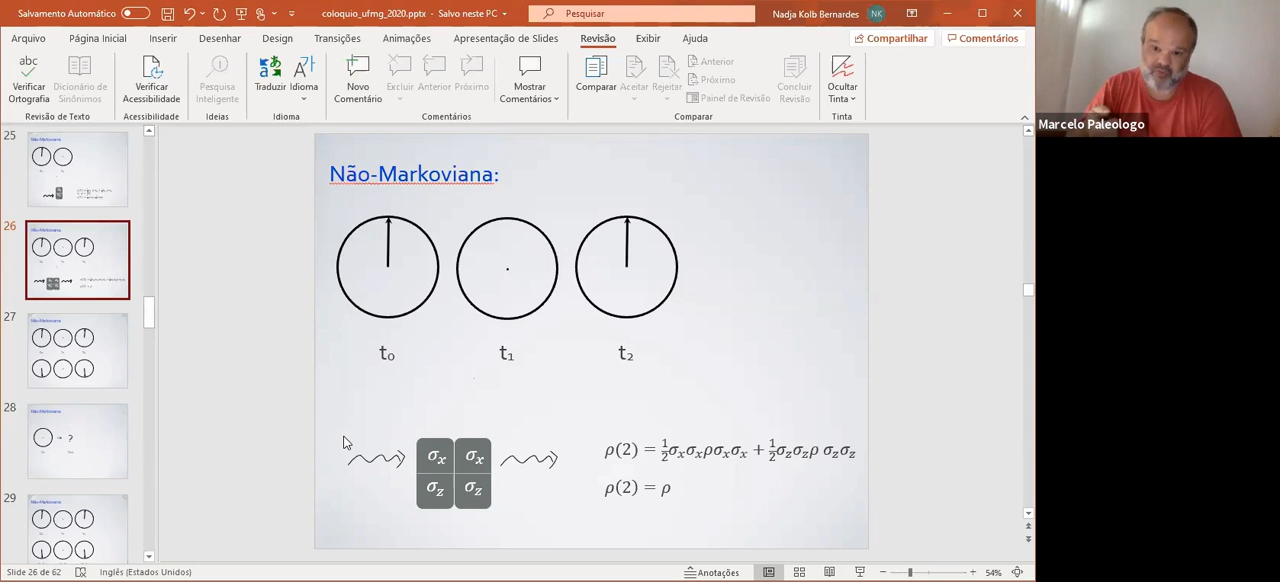 Salvamento Automático
coloquio_ufmg_2020.pptx - Salvo neste PC
Pesquisar
Nadja Kolb Bernardes
NK
Arquivo Página Inicial Inserir Desenhar Design Transições Animações Apresentação de Slides Revisão Exibir Ajuda
Compartilhar Comentários
abc
Verificar Ortografia
Dicionário de Sinônimos
Verificar Acessibilidade
Pesquisa Inteligente
Traduzir Idioma
Novo Comentário
Excluir Anterior Próximo
Mostrar Comentários
Comparar
Aceitar Rejeitar
Anterior
Próximo
Painel de Revisão
Concluir Revisão
Ocultar Tinta
Revisão de Texto Acessibilidade Ideias Idioma Comentários Comparar Tinta
Marcelo Paleologo
25
26
27
28
29
Não-Markoviana:
t₀ t₁ t₂
σx σx
σz σz
ρ(2) = ½σxσxρσxσx + ½σzσzρ σzσz
ρ(2) = ρ
Slide 26 de 62
Inglês (Estados Unidos)
Anotações
54%